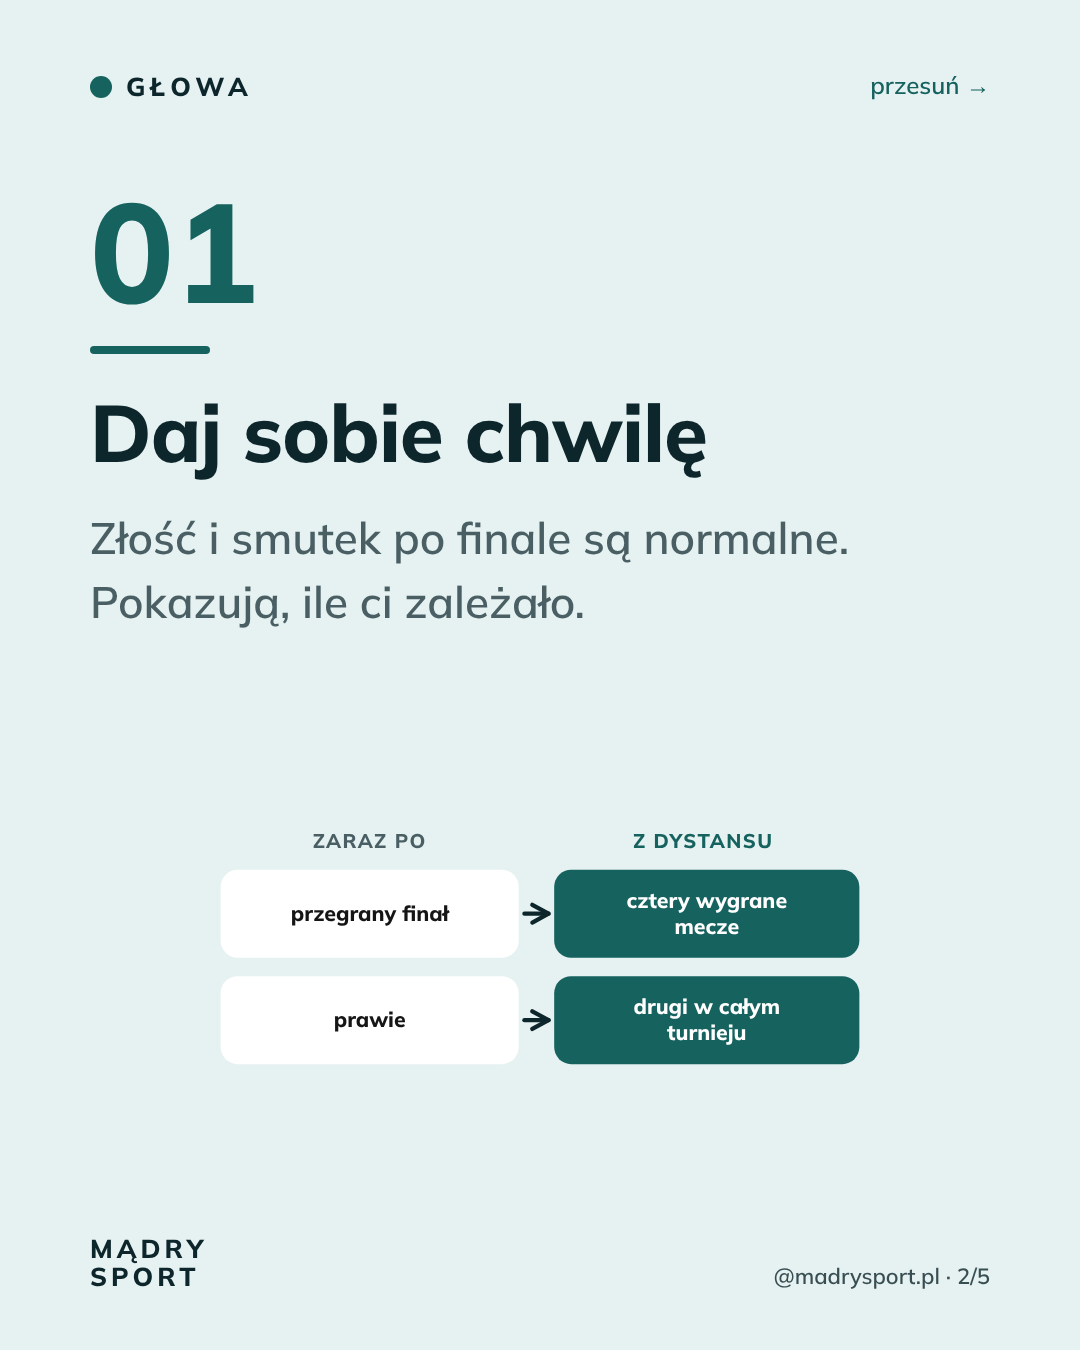 GŁOWA
przesuń →
01
Daj sobie chwilę
Złość i smutek po finale są normalne.
Pokazują, ile ci zależało.
ZARAZ PO
Z DYSTANSU
przegrany finał
cztery wygrane
mecze
prawie
drugi w całym
turnieju
MĄDRY
SPORT
@madrysport.pl · 2/5